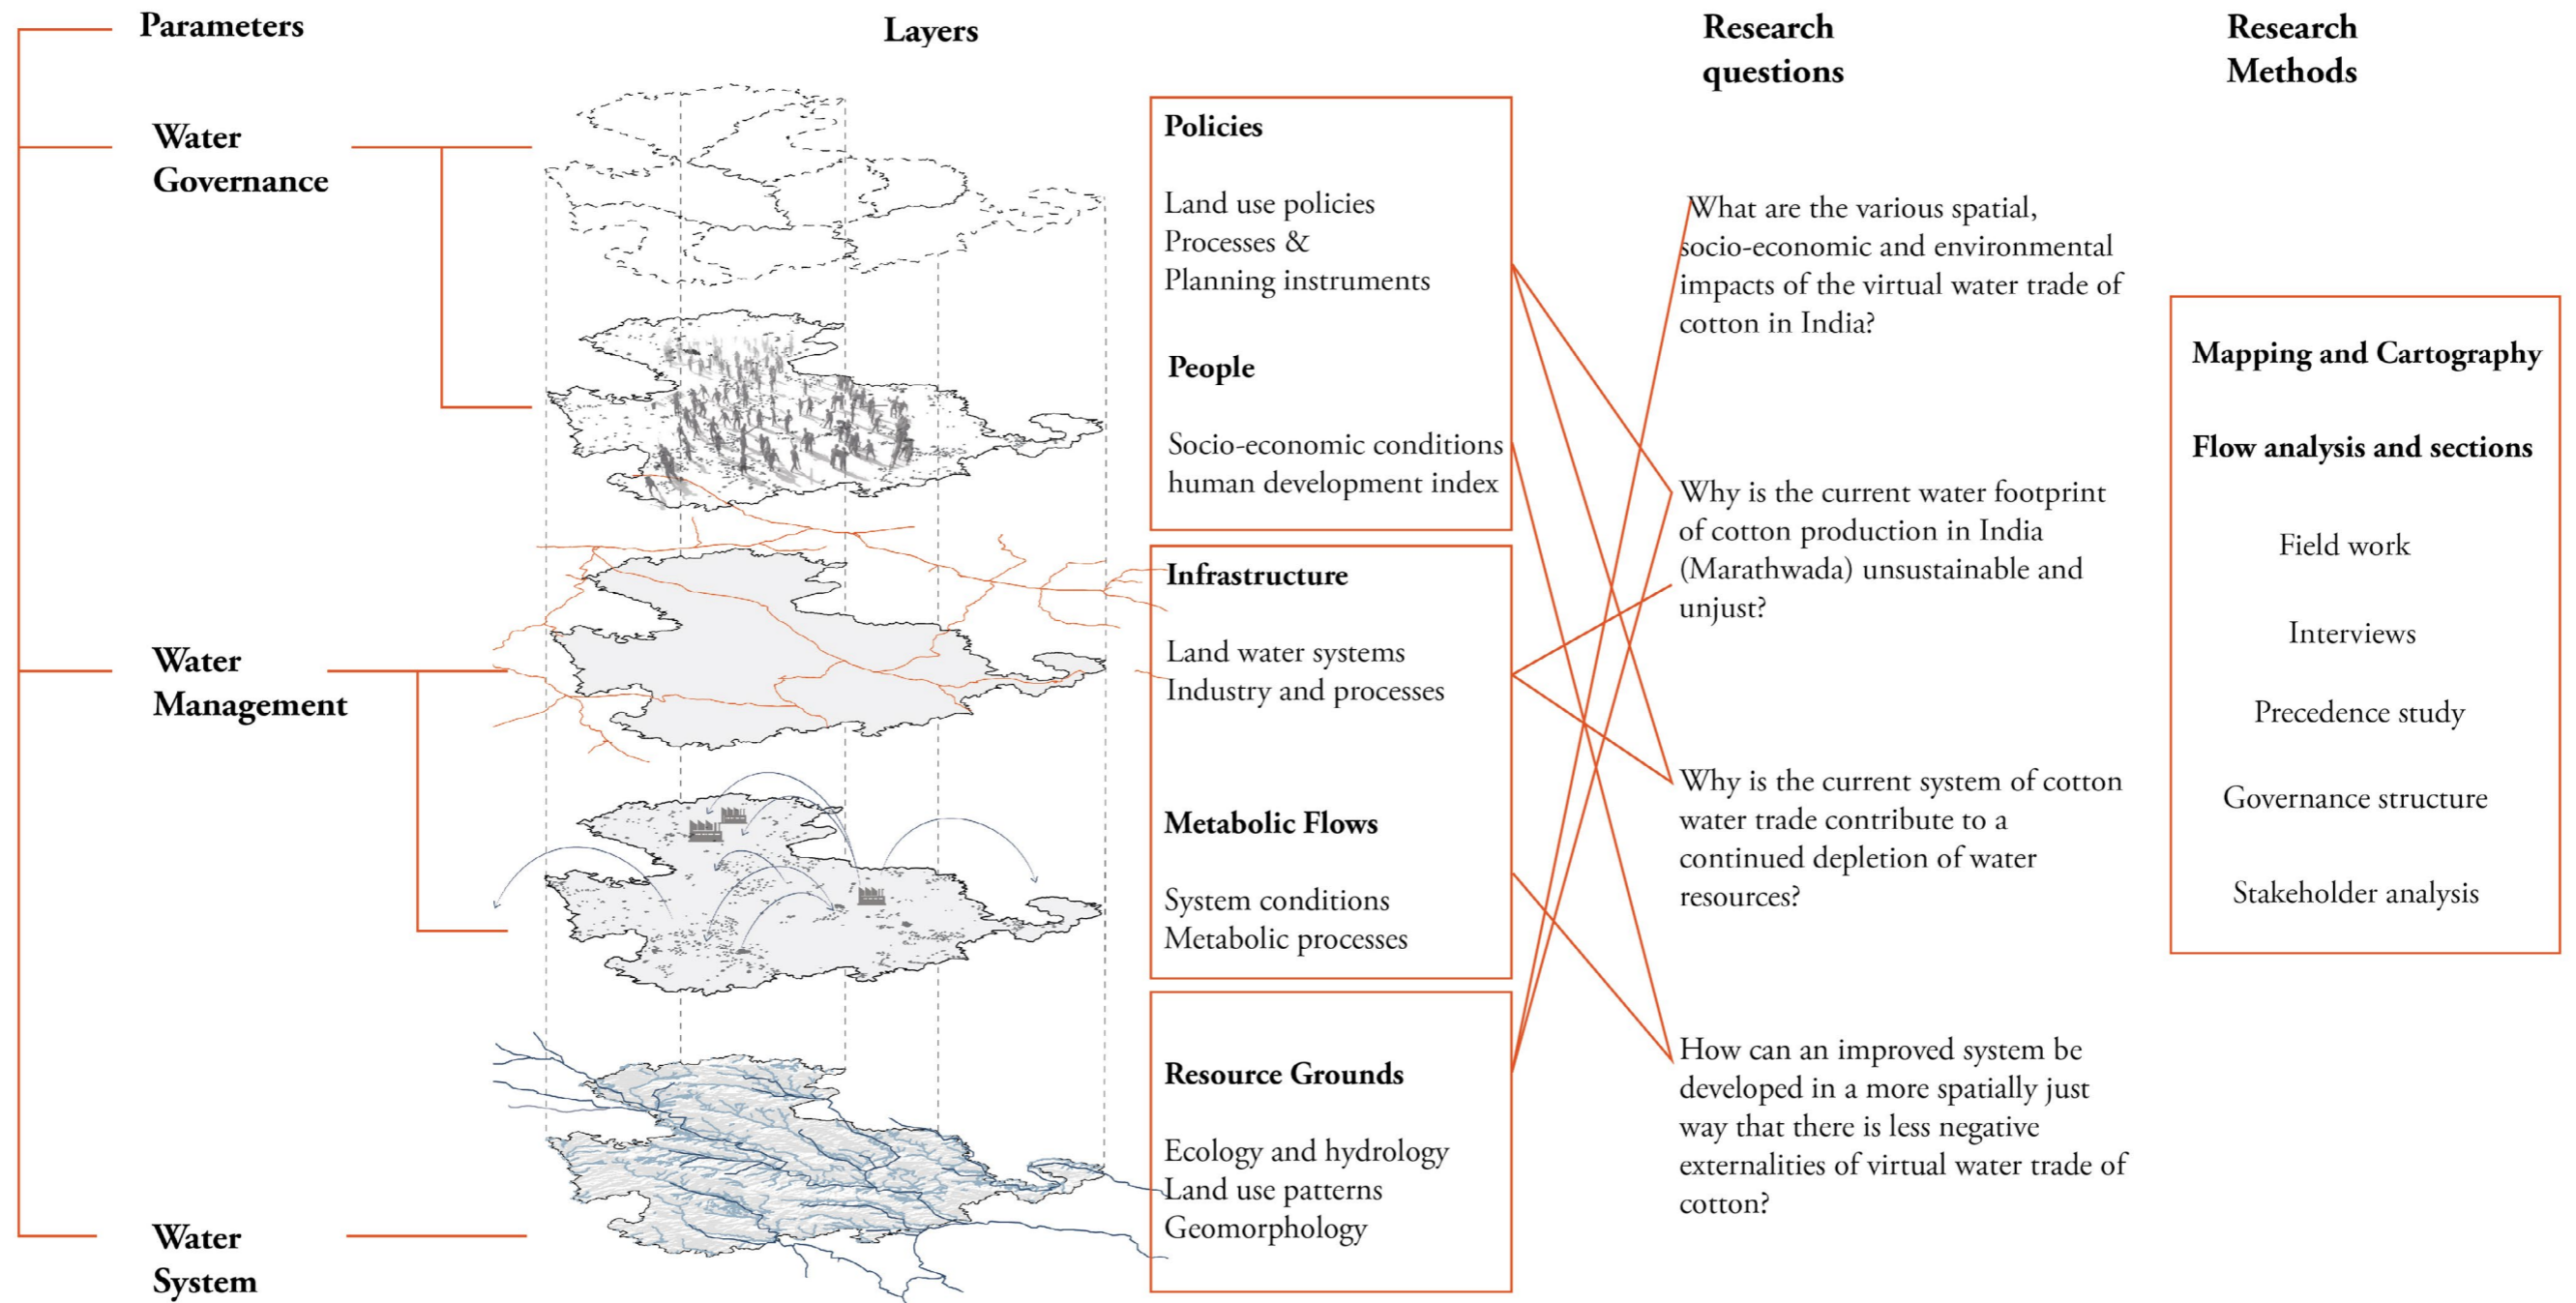 Parameters
Layers
Research
questions
Research
Methods
Water
Governance
Water
Management
Water
System
Policies
Land use policies
Processes &
Planning instruments
People
Socio-economic conditions
human development index
Infrastructure
Land water systems
Industry and processes
Metabolic Flows
System conditions
Metabolic processes
Resource Grounds
Ecology and hydrology
Land use patterns
Geomorphology
What are the various spatial,
socio-economic and environmental
impacts of the virtual water trade of
cotton in India?
Why is the current water footprint
of cotton production in India
(Marathwada) unsustainable and
unjust?
Why is the current system of cotton
water trade contribute to a
continued depletion of water
resources?
How can an improved system be
developed in a more spatially just
way that there is less negative
externalities of virtual water trade of
cotton?
Mapping and Cartography
Flow analysis and sections
Field work
Interviews
Precedence study
Governance structure
Stakeholder analysis